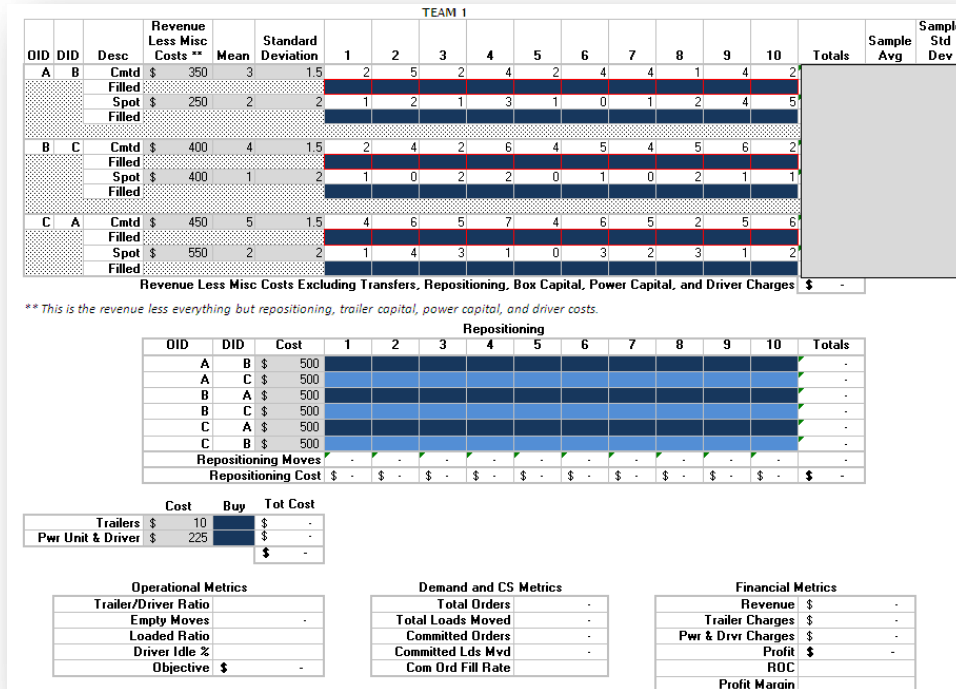 TEAM 1
Revenue Less Misc Costs ** Mean Standard Deviation Sample Avg Sample Std Dev
OID DID Desc 1 2 3 4 5 6 7 8 9 10 Totals
A B Cmtd $ 350 3 1.5 2 5 2 4 2 4 4 1 4 2
Filled
Spot $ 250 2 2 1 2 1 3 1 0 1 2 4 5
Filled
B C Cmtd $ 400 4 1.5 2 4 2 6 4 5 4 5 6 2
Filled
Spot $ 400 1 2 1 0 2 2 0 1 0 2 1 1
Filled
C A Cmtd $ 450 5 1.5 4 6 5 7 4 6 5 2 5 6
Filled
Spot $ 550 2 2 1 4 3 1 0 3 2 3 1 2
Filled
Revenue Less Misc Costs Excluding Transfers, Repositioning, Box Capital, Power Capital, and Driver Charges $ -
** This is the revenue less everything but repositioning, trailer capital, power capital, and driver costs.
Repositioning
OID DID Cost 1 2 3 4 5 6 7 8 9 10 Totals
A B $ 500 -
A C $ 500 -
B A $ 500 -
B C $ 500 -
C A $ 500 -
C B $ 500 -
Repositioning Moves - - - - - - - - - - -
Repositioning Cost $ - $ - $ - $ - $ - $ - $ - $ - $ - $ - $ -
Cost Buy Tot Cost
Trailers $ 10 $ -
Pwr Unit & Driver $ 225 $ -
$ -
Operational Metrics
Trailer/Driver Ratio
Empty Moves -
Loaded Ratio
Driver Idle %
Objective $ -
Demand and CS Metrics
Total Orders -
Total Loads Moved -
Committed Orders -
Committed Lds Mvd -
Com Ord Fill Rate
Financial Metrics
Revenue $ -
Trailer Charges $ -
Pwr & Drvr Charges $ -
Profit $ -
ROC
Profit Margin